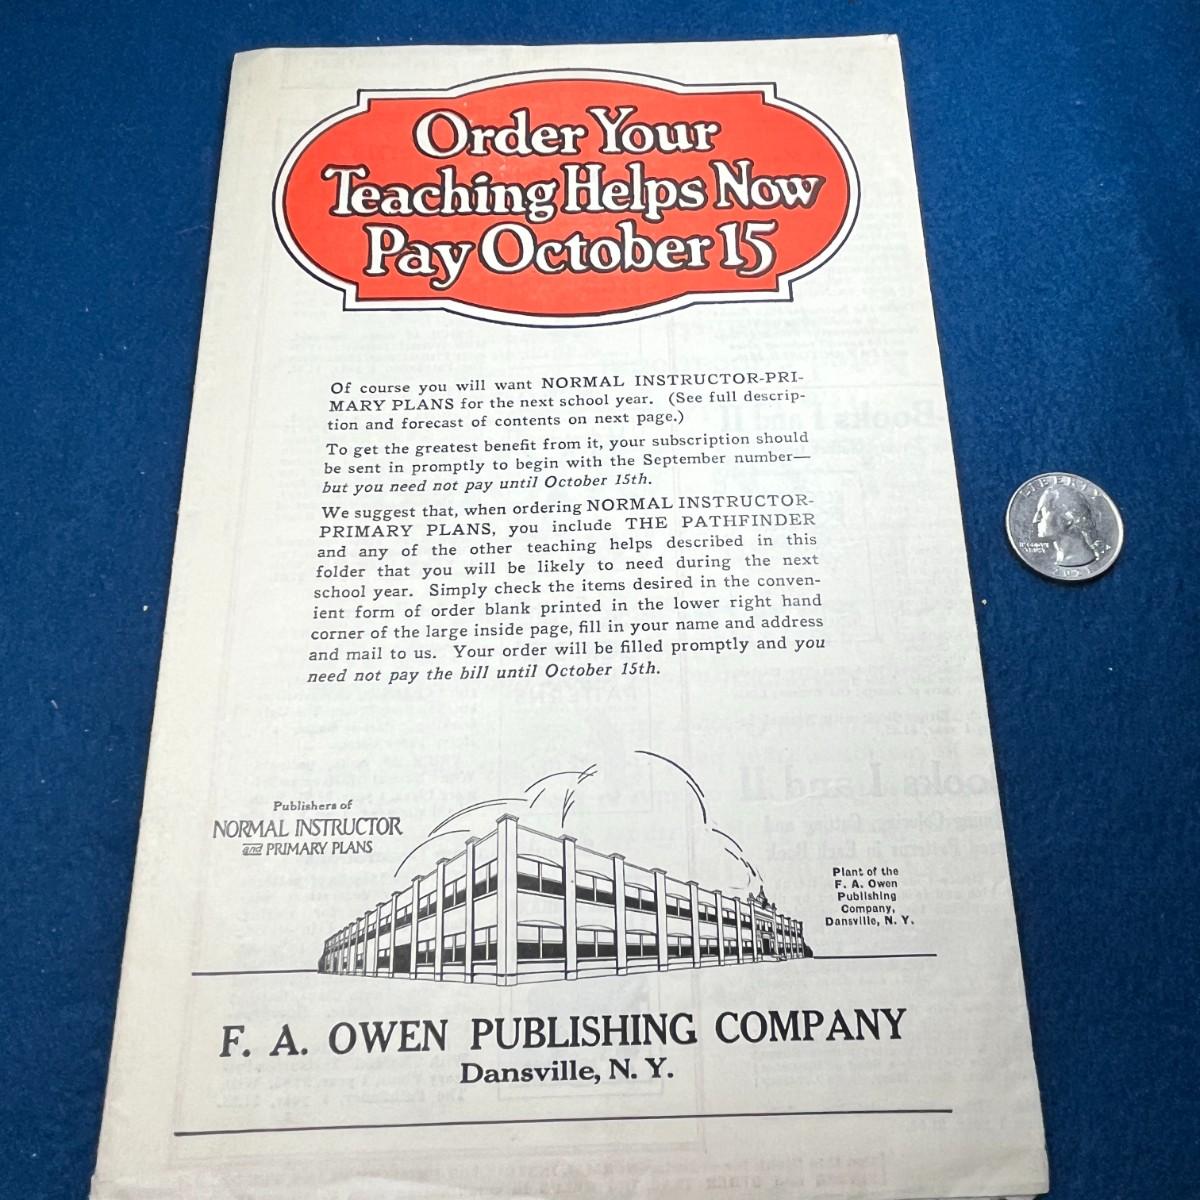 Order Your
Teaching Helps Now
Pay October 15
Of course you will want NORMAL INSTRUCTOR-PRI-
MARY PLANS for the next school year. (See full descrip-
tion and forecast of contents on next page.)
To get the greatest benefit from it, your subscription should
be sent in promptly to begin with the September number—
but you need not pay until October 15th.
We suggest that, when ordering NORMAL INSTRUCTOR-
PRIMARY PLANS, you include THE PATHFINDER
and any of the other teaching helps described in this
folder that you will be likely to need during the next
school year. Simply check the items desired in the conven-
ient form of order blank printed in the lower right hand
corner of the large inside page, fill in your name and address
and mail to us. Your order will be filled promptly and you
need not pay the bill until October 15th.
Publishers of
NORMAL INSTRUCTOR
and PRIMARY PLANS
Plant of the
F. A. Owen
Publishing
Company,
Dansville, N. Y.
F. A. OWEN PUBLISHING COMPANY
Dansville, N. Y.
LIBERTY